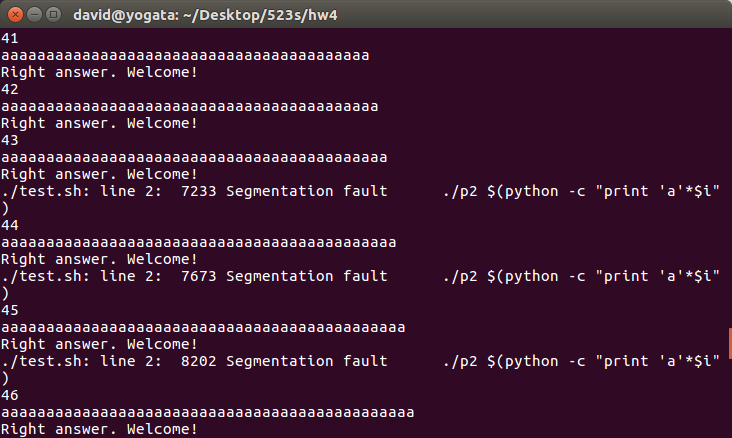 david@yogata: ~/Desktop/523s/hw4
41
aaaaaaaaaaaaaaaaaaaaaaaaaaaaaaaaaaaaaaaaa
Right answer. Welcome!
42
aaaaaaaaaaaaaaaaaaaaaaaaaaaaaaaaaaaaaaaaaa
Right answer. Welcome!
43
aaaaaaaaaaaaaaaaaaaaaaaaaaaaaaaaaaaaaaaaaaa
Right answer. Welcome!
./test.sh: line 2:  7233 Segmentation fault      ./p2 $(python -c "print 'a'*$i"
)
44
aaaaaaaaaaaaaaaaaaaaaaaaaaaaaaaaaaaaaaaaaaaa
Right answer. Welcome!
./test.sh: line 2:  7673 Segmentation fault      ./p2 $(python -c "print 'a'*$i"
)
45
aaaaaaaaaaaaaaaaaaaaaaaaaaaaaaaaaaaaaaaaaaaaa
Right answer. Welcome!
./test.sh: line 2:  8202 Segmentation fault      ./p2 $(python -c "print 'a'*$i"
)
46
aaaaaaaaaaaaaaaaaaaaaaaaaaaaaaaaaaaaaaaaaaaaaa
Right answer. Welcome!